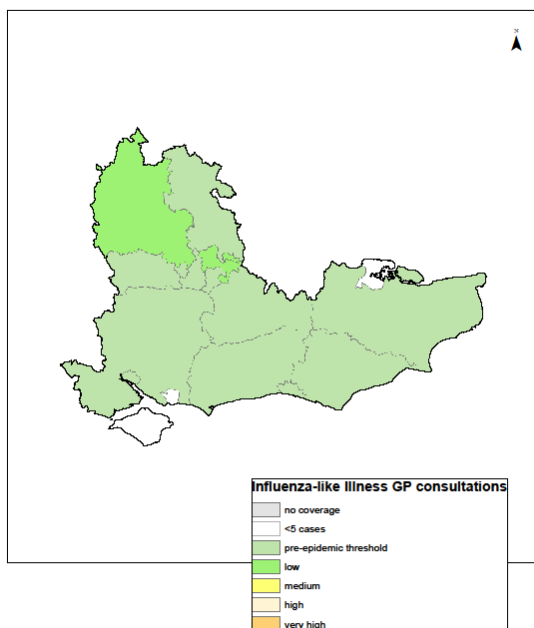 N
Influenza-like Illness GP consultations
no coverage
<5 cases
pre-epidemic threshold
low
medium
high
very high